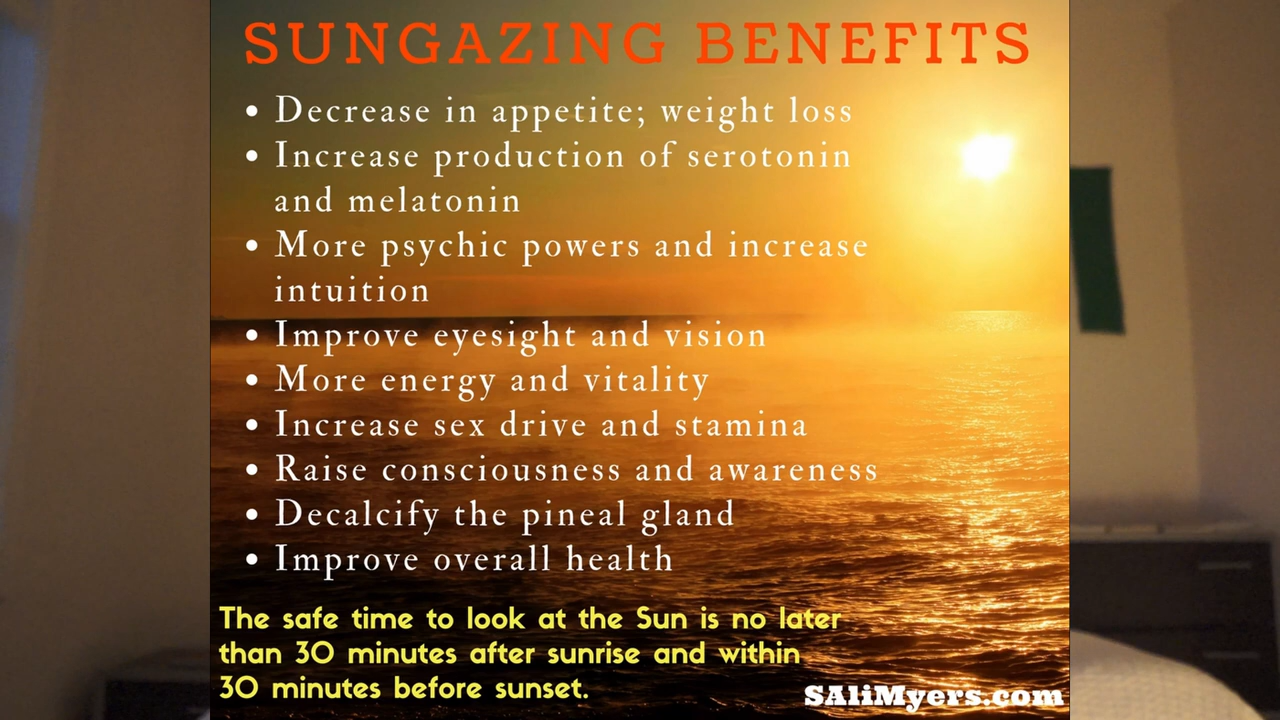 SUNGAZING BENEFITS
• Decrease in appetite; weight loss
• Increase production of serotonin
and melatonin
• More psychic powers and increase
intuition
• Improve eyesight and vision
• More energy and vitality
• Increase sex drive and stamina
• Raise consciousness and awareness
• Decalcify the pineal gland
• Improve overall health
The safe time to look at the Sun is no later
than 30 minutes after sunrise and within
30 minutes before sunset.
SAliMyers.com